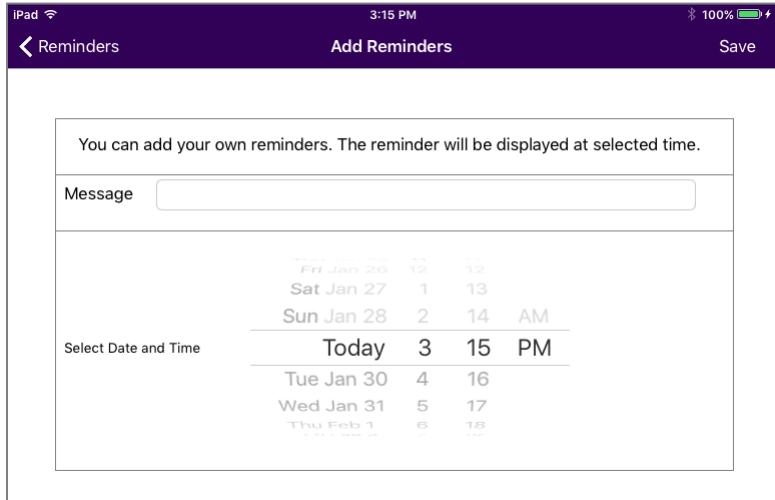 iPad 3:15 PM 100%
Reminders Add Reminders Save
You can add your own reminders. The reminder will be displayed at selected time.
Message
Fri Jan 26 12 12
Sat Jan 27 1 13
Sun Jan 28 2 14 AM
Select Date and Time Today 3 15 PM
Tue Jan 30 4 16
Wed Jan 31 5 17
Thu Feb 1 6 18